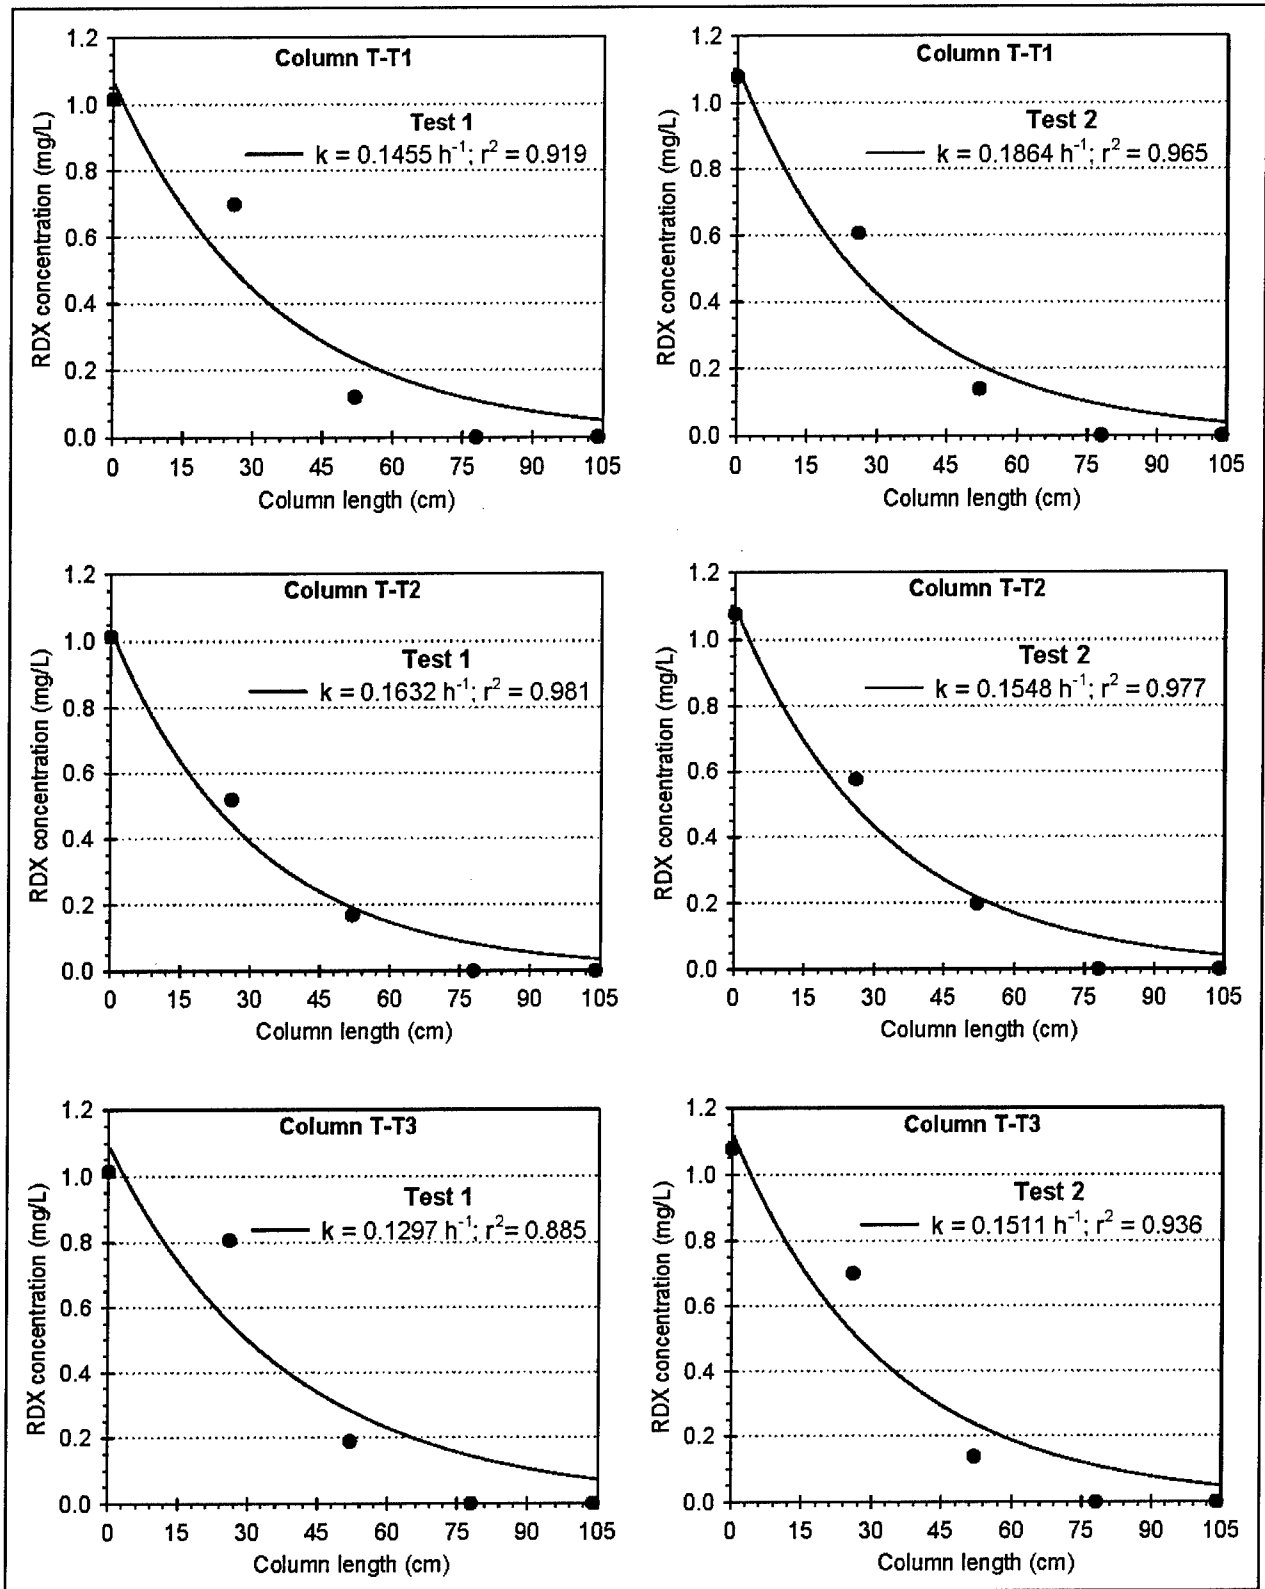 Column T-T1
Test 1
k = 0.1455 h⁻¹; r² = 0.919
RDX concentration (mg/L)
1.2
1.0
0.8
0.6
0.4
0.2
0.0
0 15 30 45 60 75 90 105
Column length (cm)
Column T-T1
Test 2
k = 0.1864 h⁻¹; r² = 0.965
RDX concentration (mg/L)
1.2
1.0
0.8
0.6
0.4
0.2
0.0
0 15 30 45 60 75 90 105
Column length (cm)
Column T-T2
Test 1
k = 0.1632 h⁻¹; r² = 0.981
RDX concentration (mg/L)
1.2
1.0
0.8
0.6
0.4
0.2
0.0
0 15 30 45 60 75 90 105
Column length (cm)
Column T-T2
Test 2
k = 0.1548 h⁻¹; r² = 0.977
RDX concentration (mg/L)
1.2
1.0
0.8
0.6
0.4
0.2
0.0
0 15 30 45 60 75 90 105
Column length (cm)
Column T-T3
Test 1
k = 0.1297 h⁻¹; r² = 0.885
RDX concentration (mg/L)
1.2
1.0
0.8
0.6
0.4
0.2
0.0
0 15 30 45 60 75 90 105
Column length (cm)
Column T-T3
Test 2
k = 0.1511 h⁻¹; r² = 0.936
RDX concentration (mg/L)
1.2
1.0
0.8
0.6
0.4
0.2
0.0
0 15 30 45 60 75 90 105
Column length (cm)